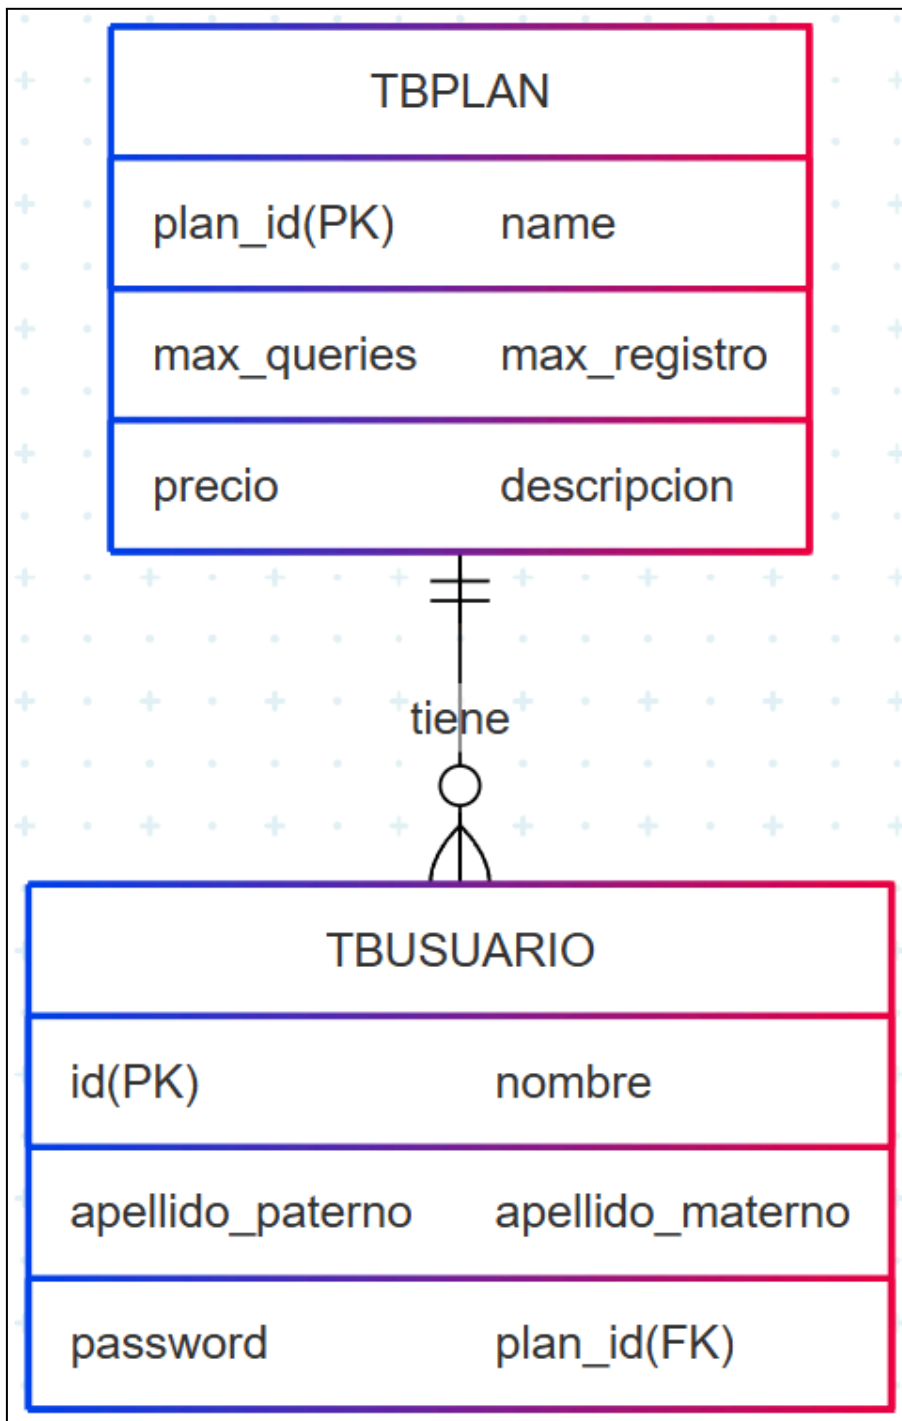 TBPLAN
plan_id(PK) name
max_queries max_registro
precio descripcion
tiene
TBUSUARIO
id(PK) nombre
apellido_paterno apellido_materno
password plan_id(FK)